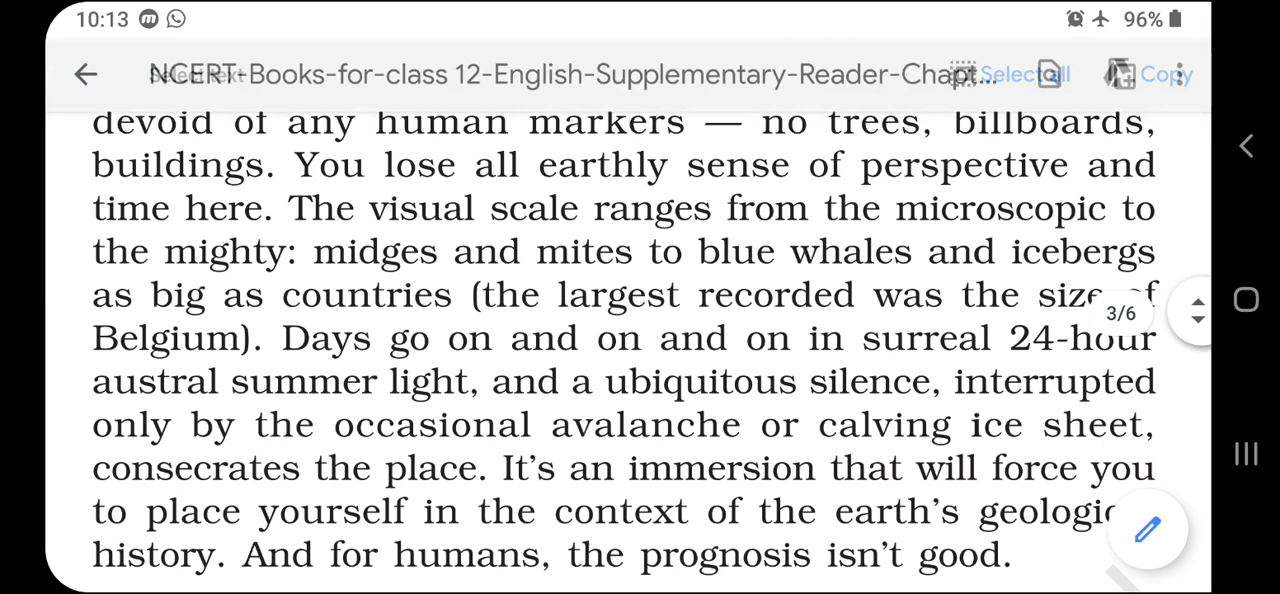 10:13 96%
NCERT-Books-for-class 12-English-Supplementary-Reader-Chapt... Select all Copy
devoid of any human markers — no trees, billboards,
buildings. You lose all earthly sense of perspective and
time here. The visual scale ranges from the microscopic to
the mighty: midges and mites to blue whales and icebergs
as big as countries (the largest recorded was the size of
Belgium). Days go on and on and on in surreal 24-hour
3/6
austral summer light, and a ubiquitous silence, interrupted
only by the occasional avalanche or calving ice sheet,
consecrates the place. It's an immersion that will force you
to place yourself in the context of the earth's geologic
history. And for humans, the prognosis isn't good.